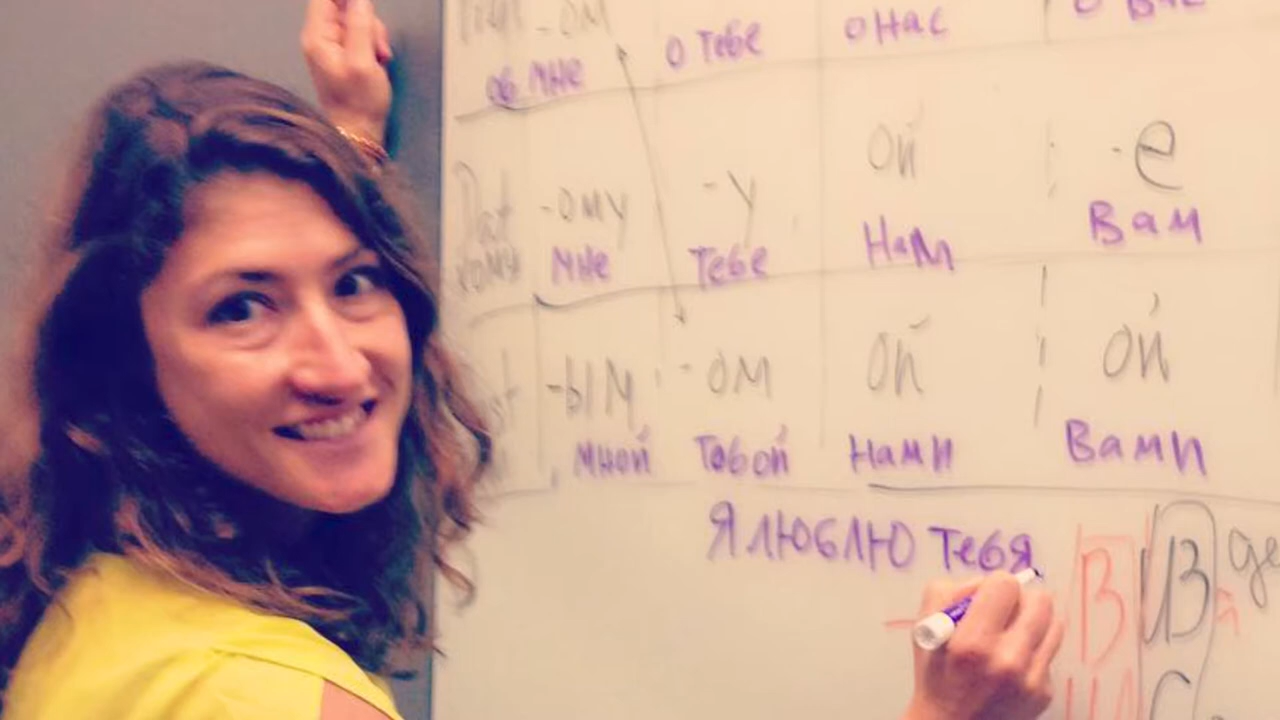 -ом
об мне о тебе о нас о вас
ой -е
Dat -ому -у
кому мне Тебе Нам Вам
-ым -ом ой ой
мной Тобой Нами Вами
Я люблю тебя
В В